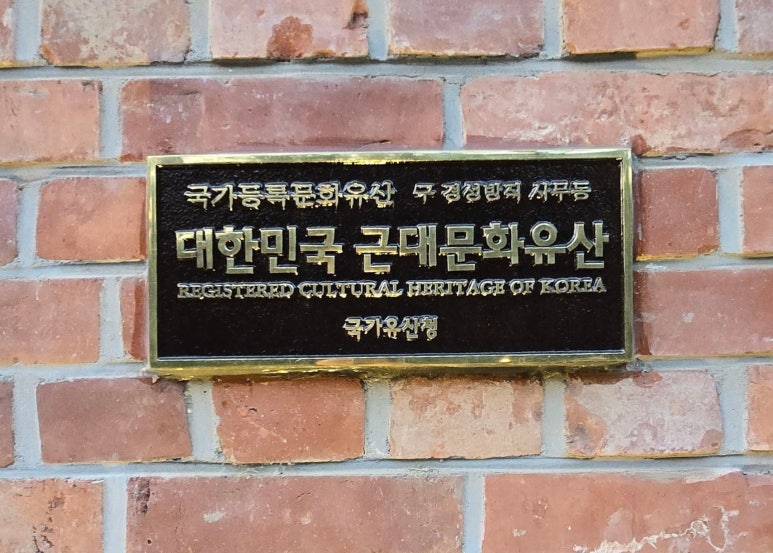 국가등록문화유산 구 경성방직 사무동
대한민국 근대문화유산
REGISTERED CULTURAL HERITAGE OF KOREA
국가유산청